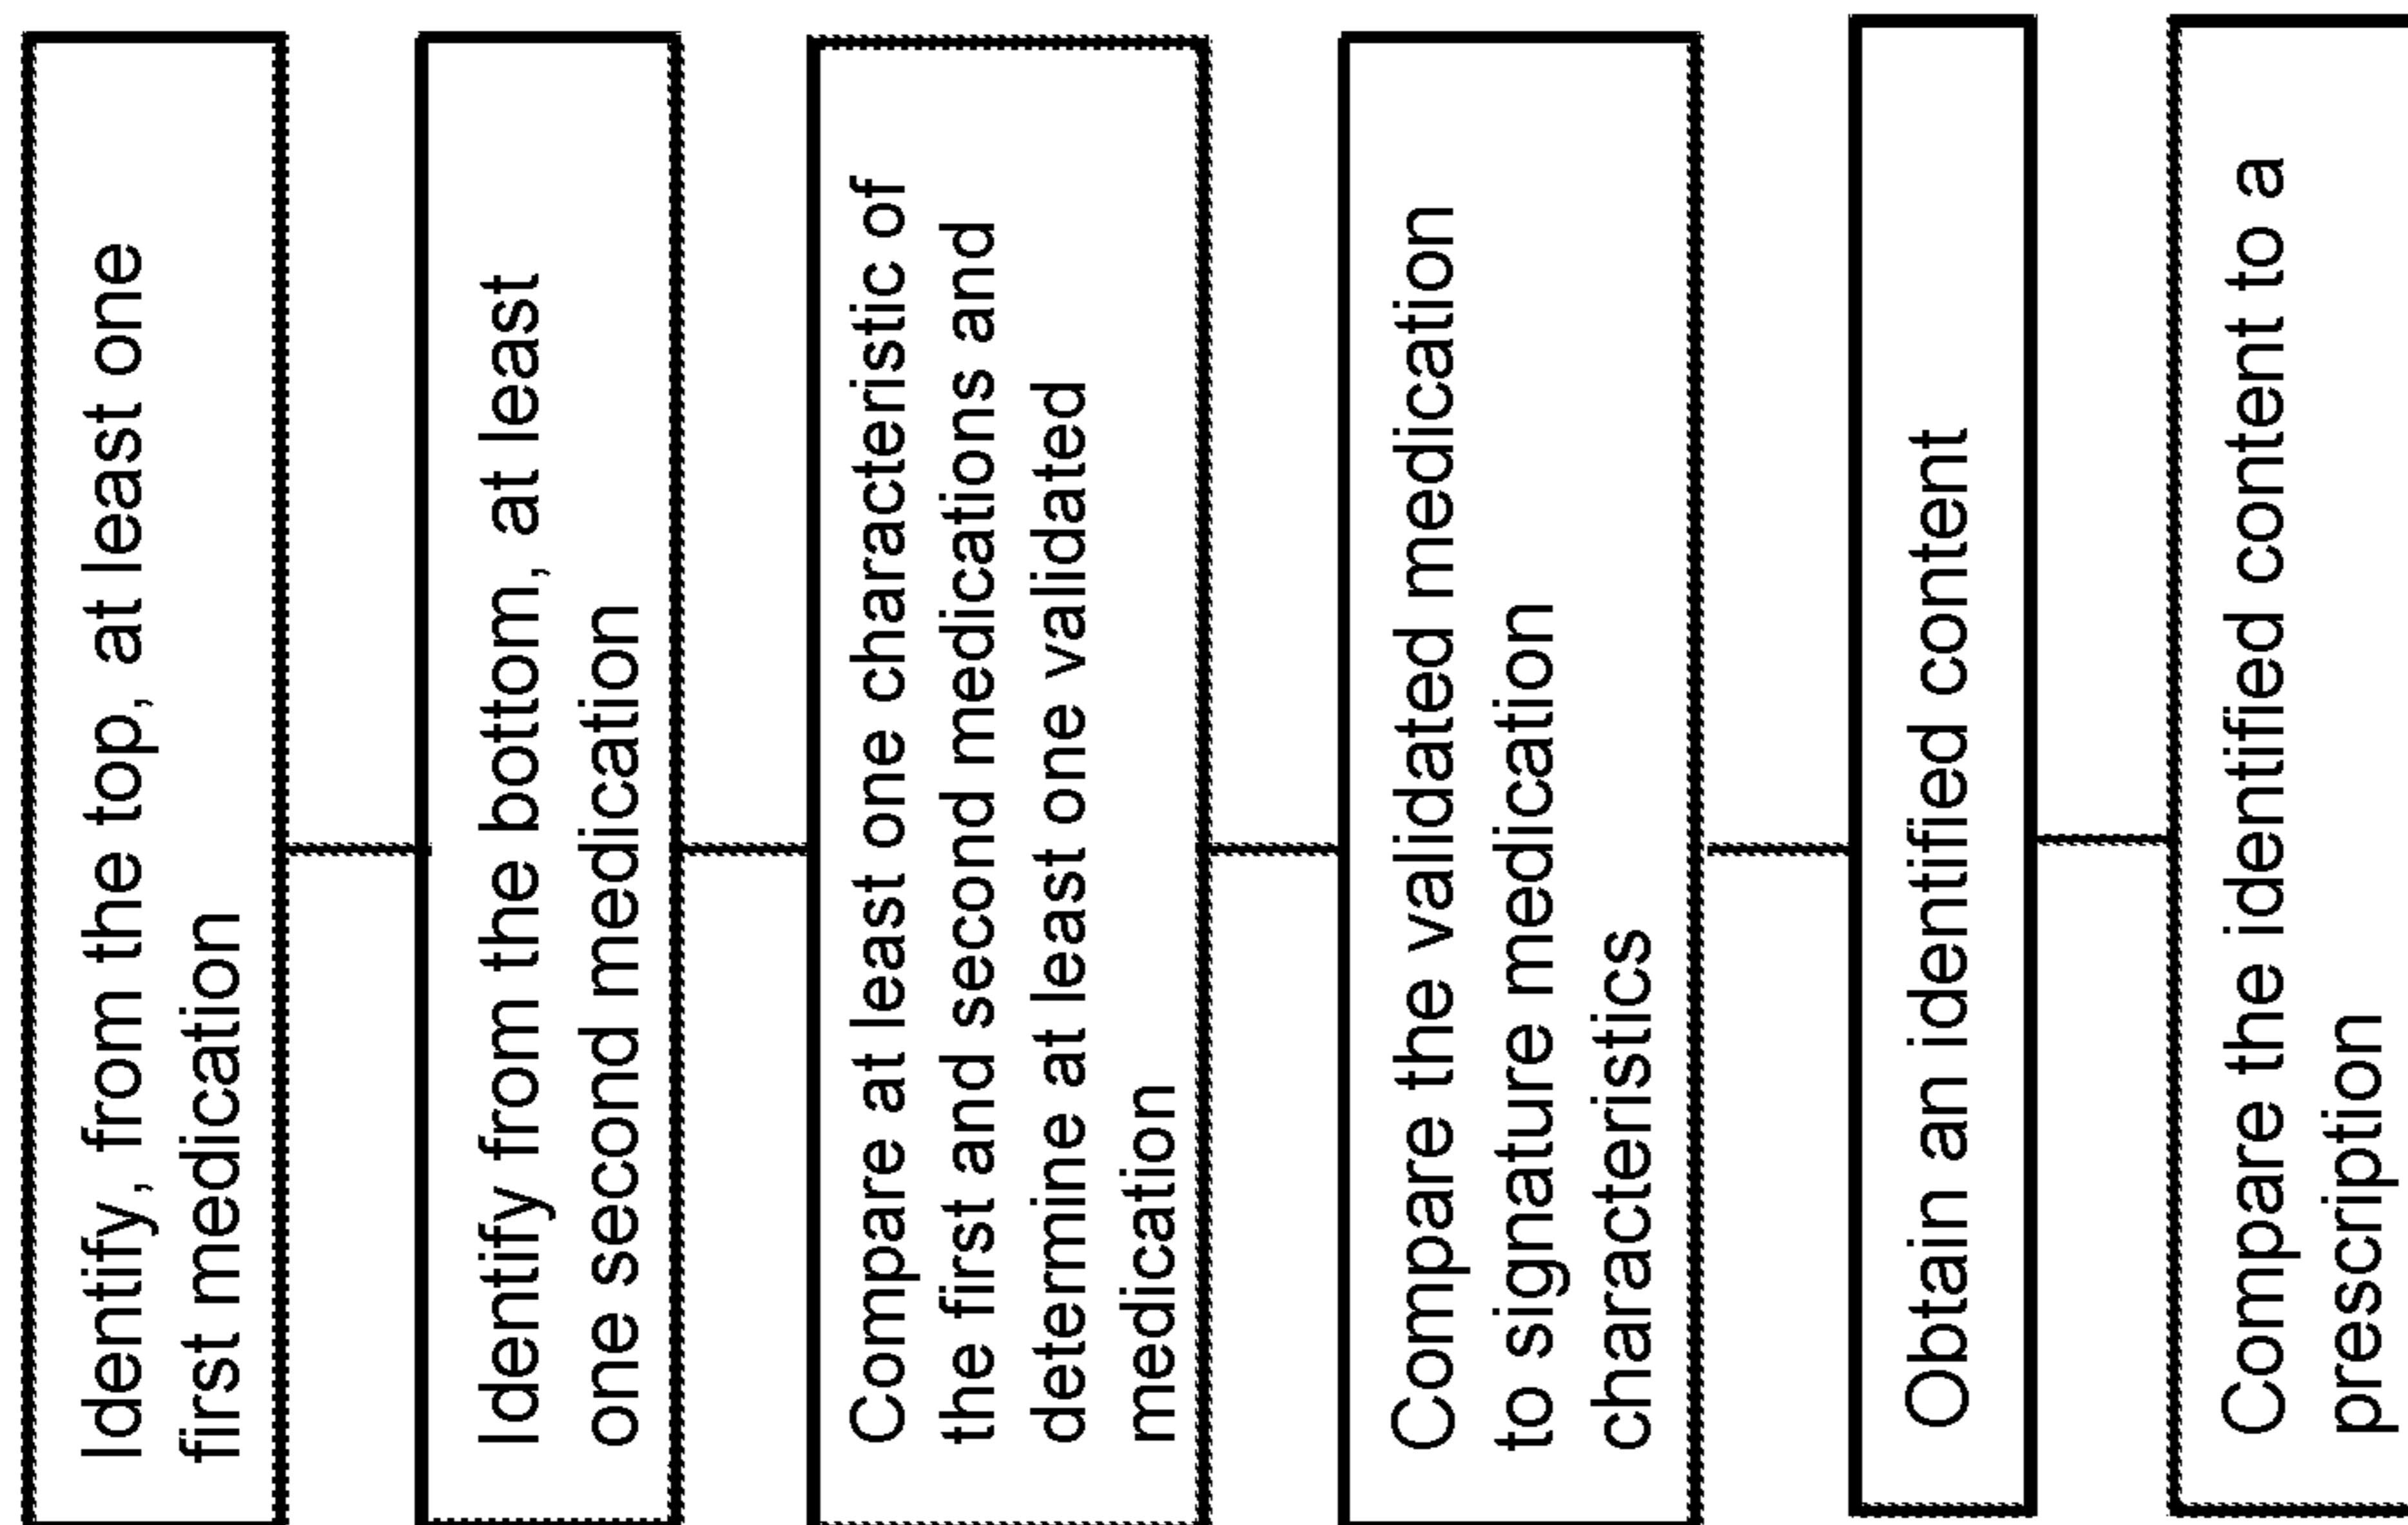 Identify, from the top, at least one
first medication
Identify from the bottom, at least
one second medication
Compare at least one characteristic of
the first and second medications and
determine at least one validated
medication
Compare the validated medication
to signature medication
characteristics
Obtain an identified content
Compare the identified content to a
prescription